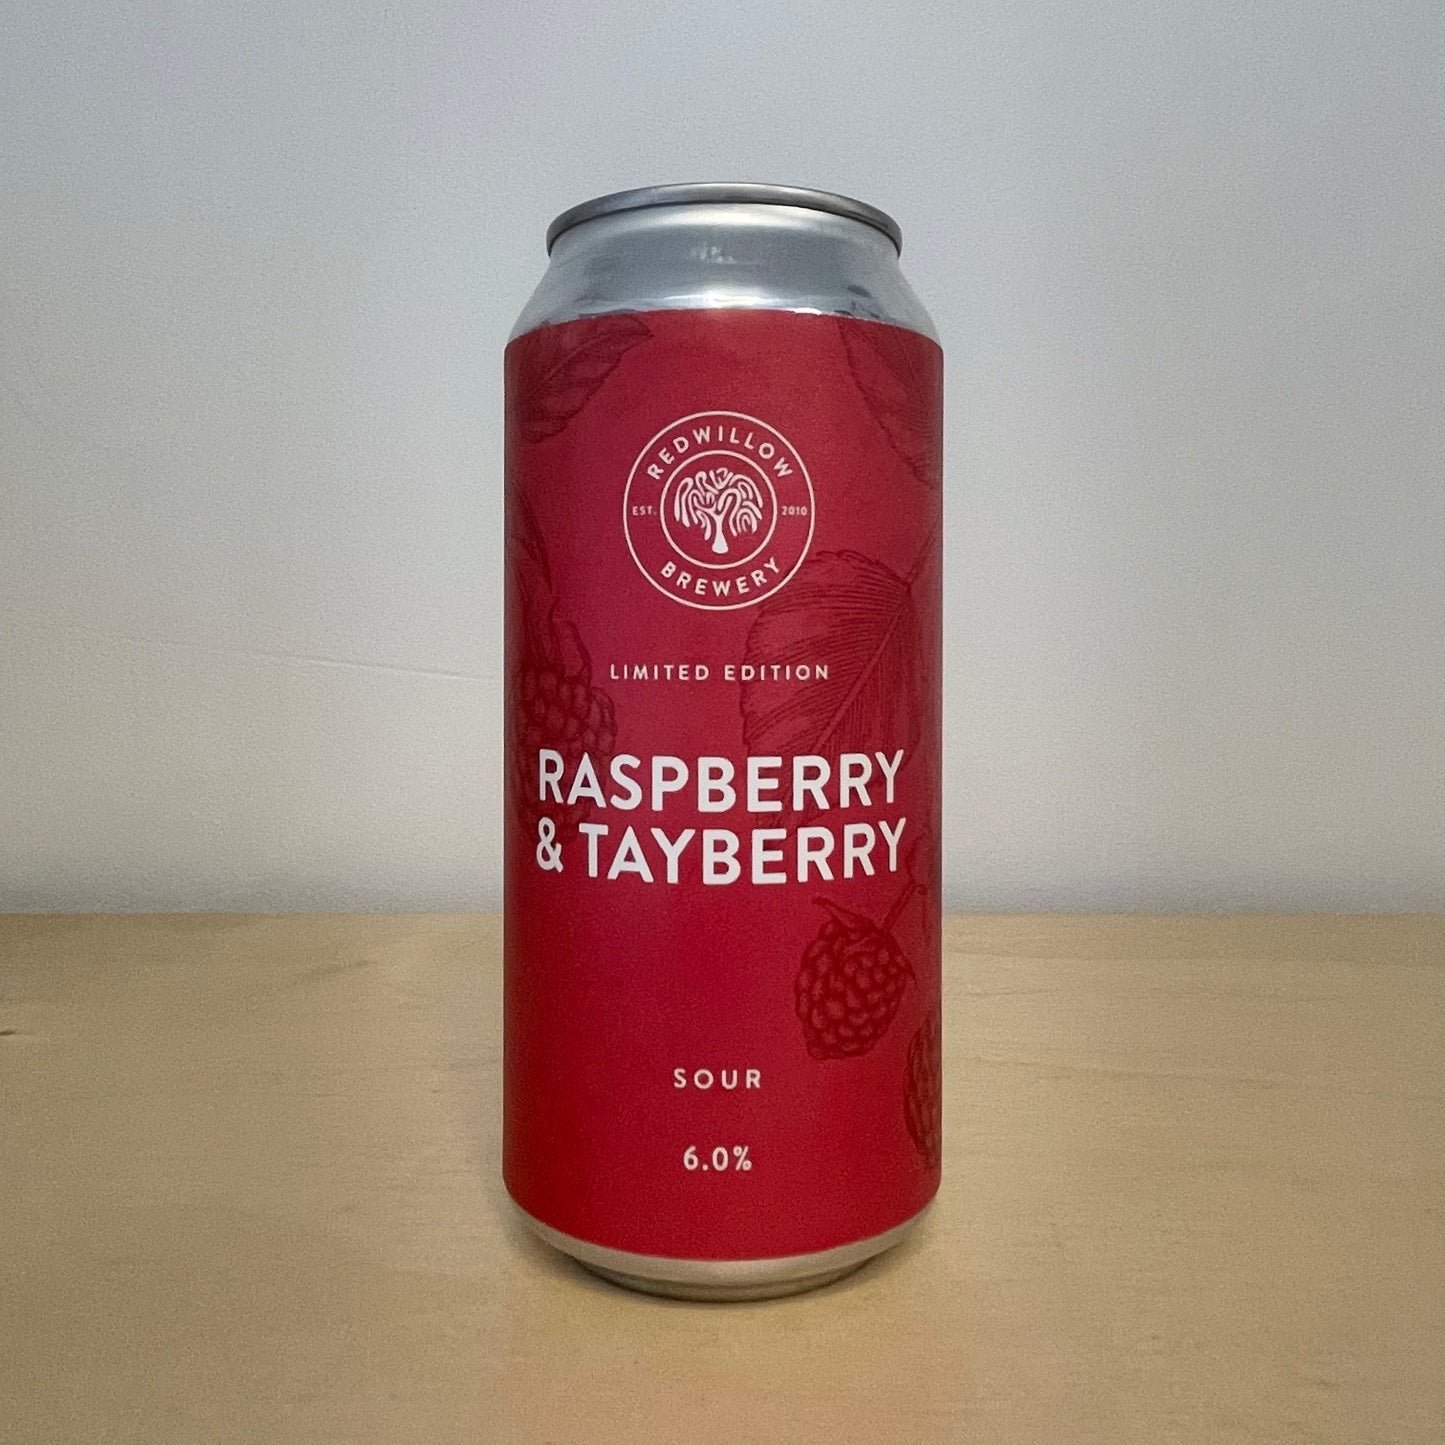 REDWILLOW
EST. 2010
BREWERY
LIMITED EDITION
RASPBERRY
& TAYBERRY
SOUR
6.0%